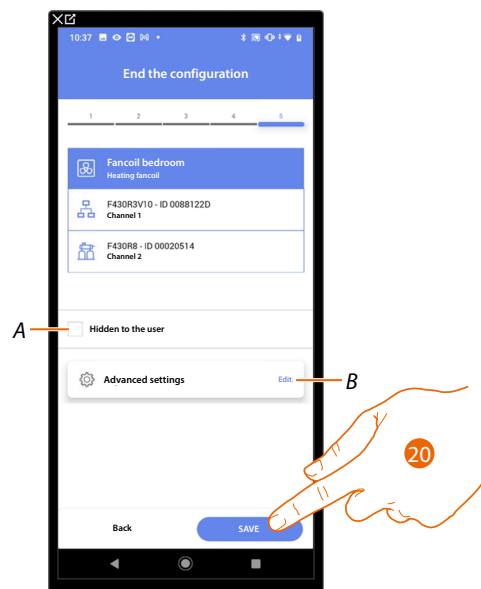 10:37
End the configuration
1 2 3 4 5
Fancoil bedroom
Heating fancoil
F430R3V10 - ID 0088122D
Channel 1
F430R8 - ID 00020514
Channel 2
A
Hidden to the user
Advanced settings
Edit.
B
20
Back
SAVE